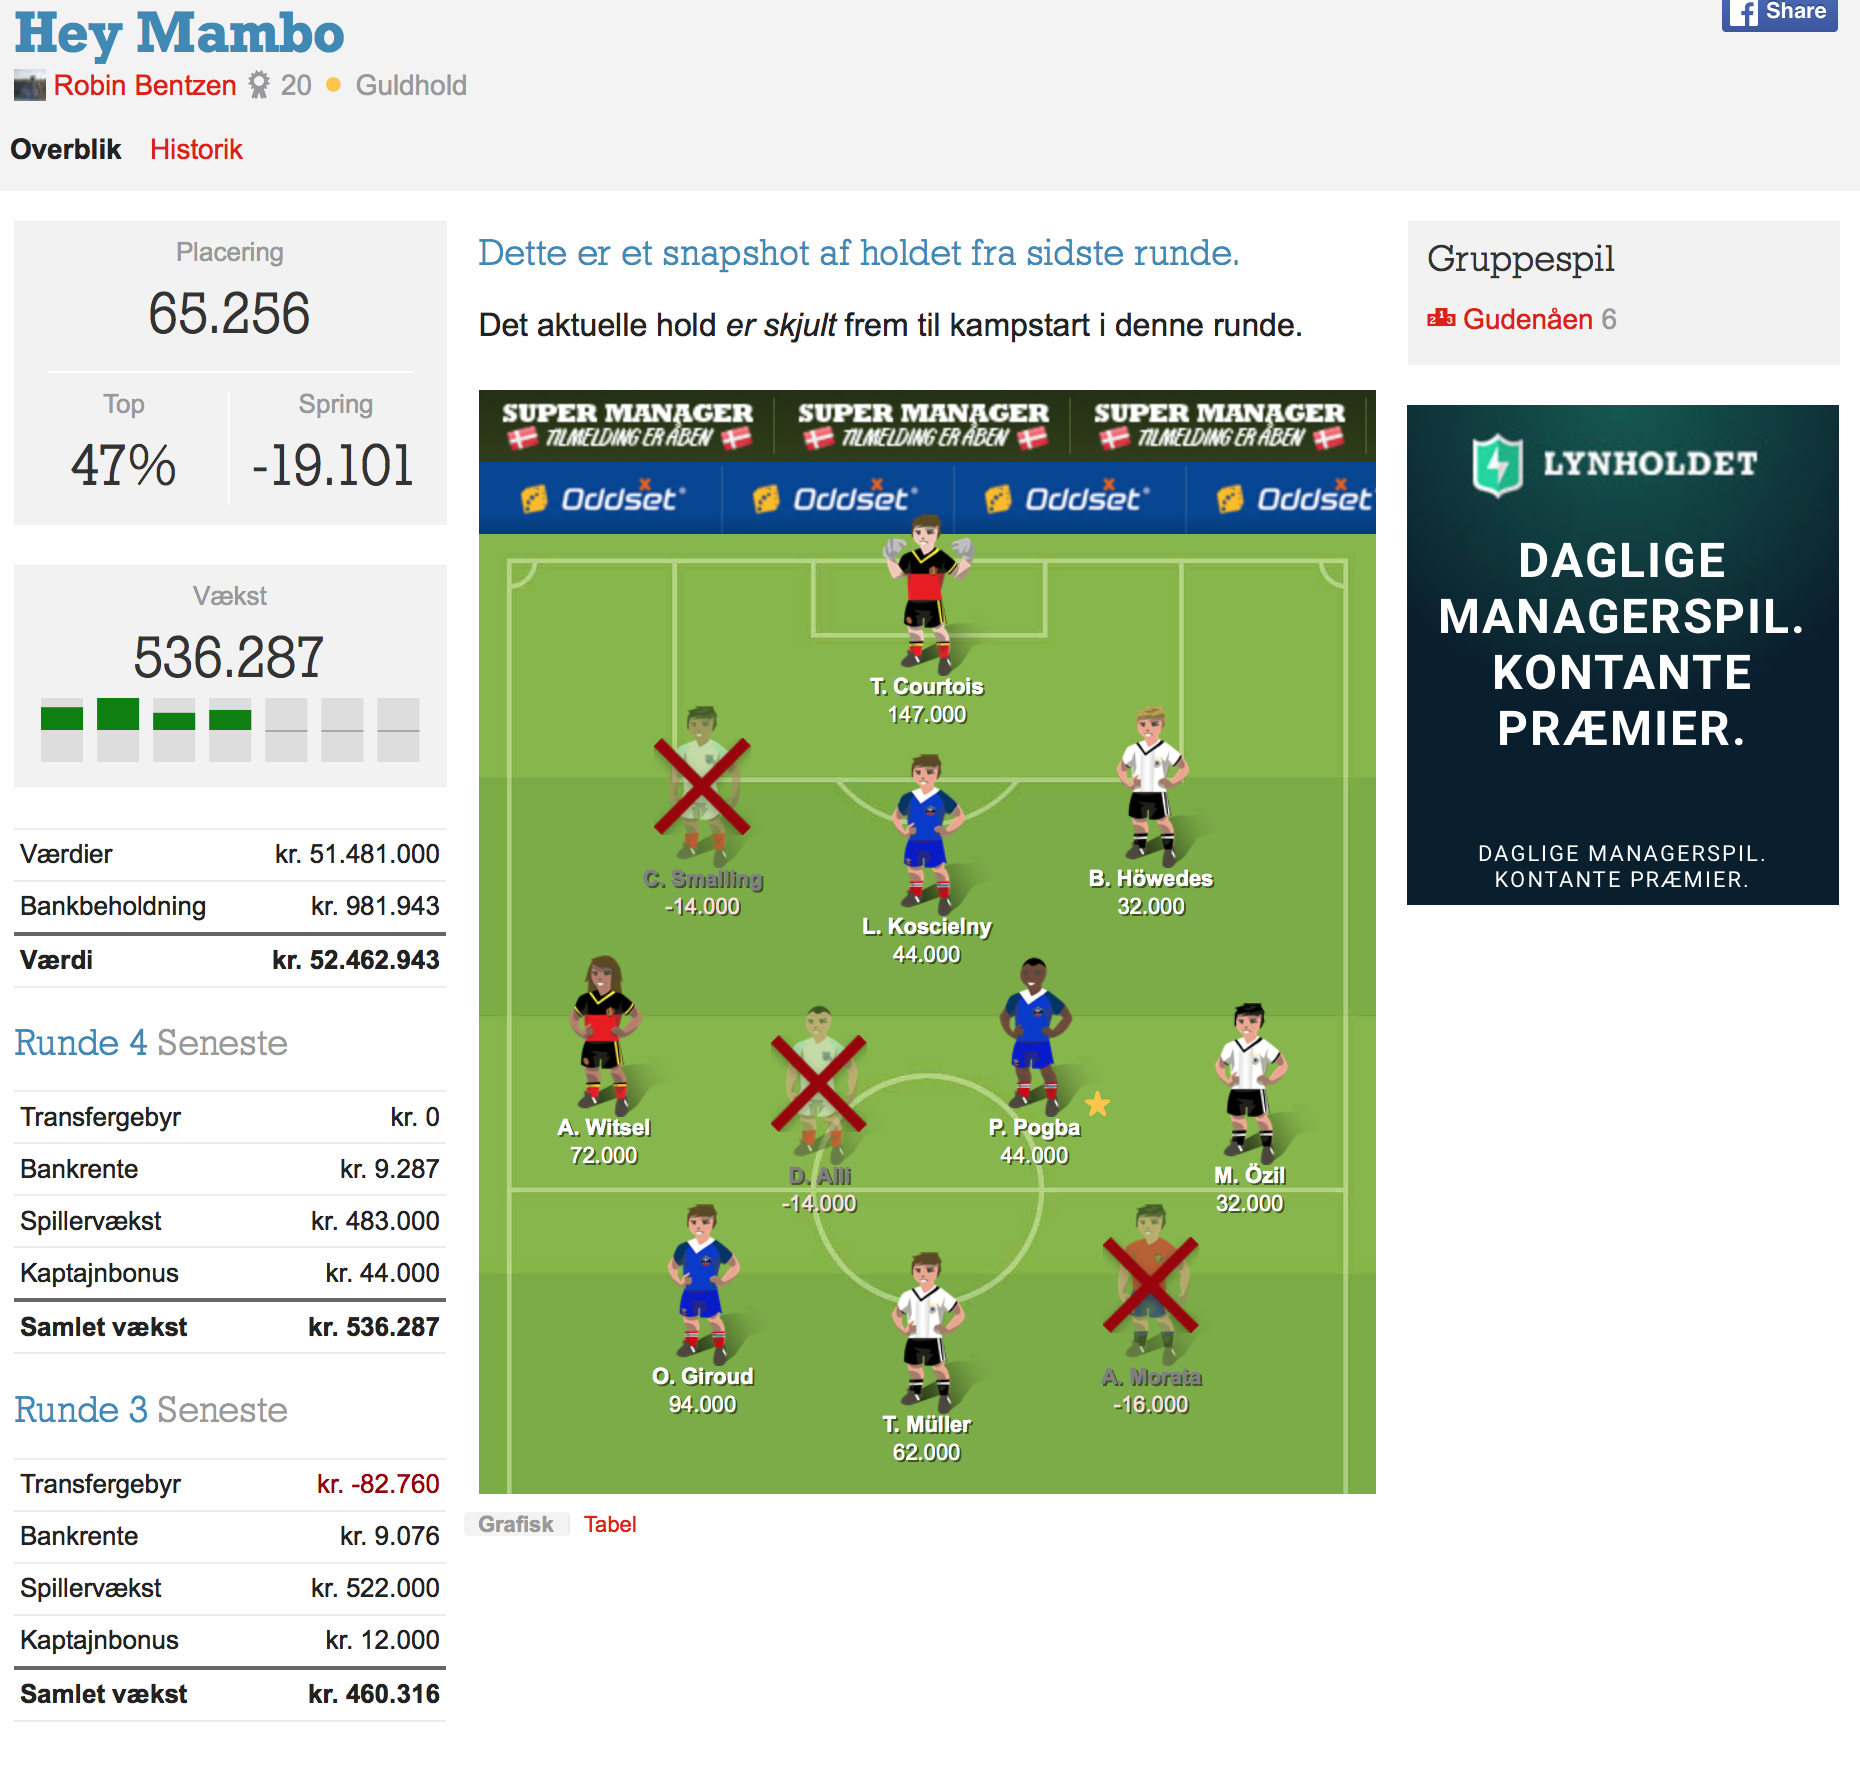 Hey Mambo
Share
Robin Bentzen 20 Guldhold
Overblik Historik
Placering
65.256
Top Spring
47% -19.101
Vækst
536.287
Værdier kr. 51.481.000
Bankbeholdning kr. 981.943
Værdi kr. 52.462.943
Runde 4 Seneste
Transfergebyr kr. 0
Bankrente kr. 9.287
Spillervækst kr. 483.000
Kaptajnbonus kr. 44.000
Samlet vækst kr. 536.287
Runde 3 Seneste
Transfergebyr kr. -82.760
Bankrente kr. 9.076
Spillervækst kr. 522.000
Kaptajnbonus kr. 12.000
Samlet vækst kr. 460.316
Dette er et snapshot af holdet fra sidste runde.
Det aktuelle hold er skjult frem til kampstart i denne runde.
SUPER MANAGER SUPER MANAGER SUPER MANAGER
TILMELDING ER ÅBEN TILMELDING ER ÅBEN TILMELDING ER ÅBEN
Oddset Oddset Oddset Oddset
T. Courtois
147.000
C. Smalling
-14.000
L. Koscielny
44.000
B. Höwedes
32.000
A. Witsel
72.000
D. Alli
-14.000
P. Pogba
44.000
M. Özil
32.000
O. Giroud
94.000
T. Müller
62.000
A. Morata
-16.000
Grafisk Tabel
Gruppespil
213 Gudenåen 6
LYNHOLDET
DAGLIGE
MANAGERSPIL.
KONTANTE
PRÆMIER.
DAGLIGE MANAGERSPIL.
KONTANTE PRÆMIER.